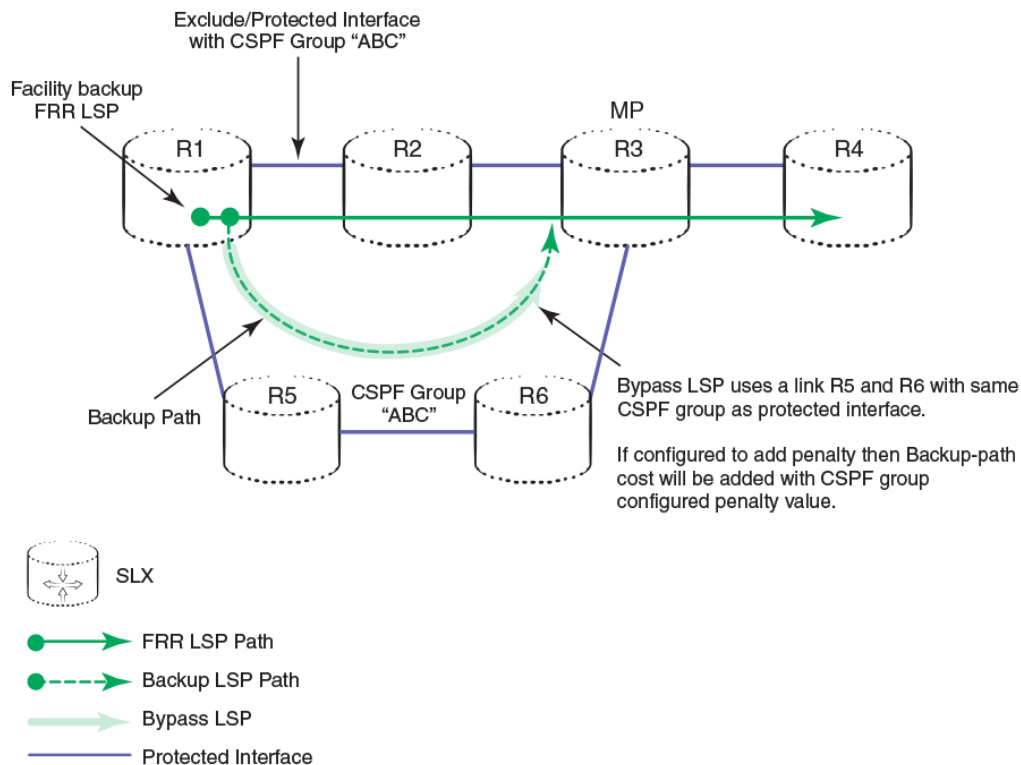 Exclude/Protected Interface
with CSPF Group “ABC”
Facility backup
FRR LSP
MP
R1
R2
R3
R4
Backup Path
R5
CSPF Group
“ABC”
R6
Bypass LSP uses a link R5 and R6 with same
CSPF group as protected interface.
If configured to add penalty then Backup-path
cost will be added with CSPF group
configured penalty value.
SLX
FRR LSP Path
Backup LSP Path
Bypass LSP
Protected Interface